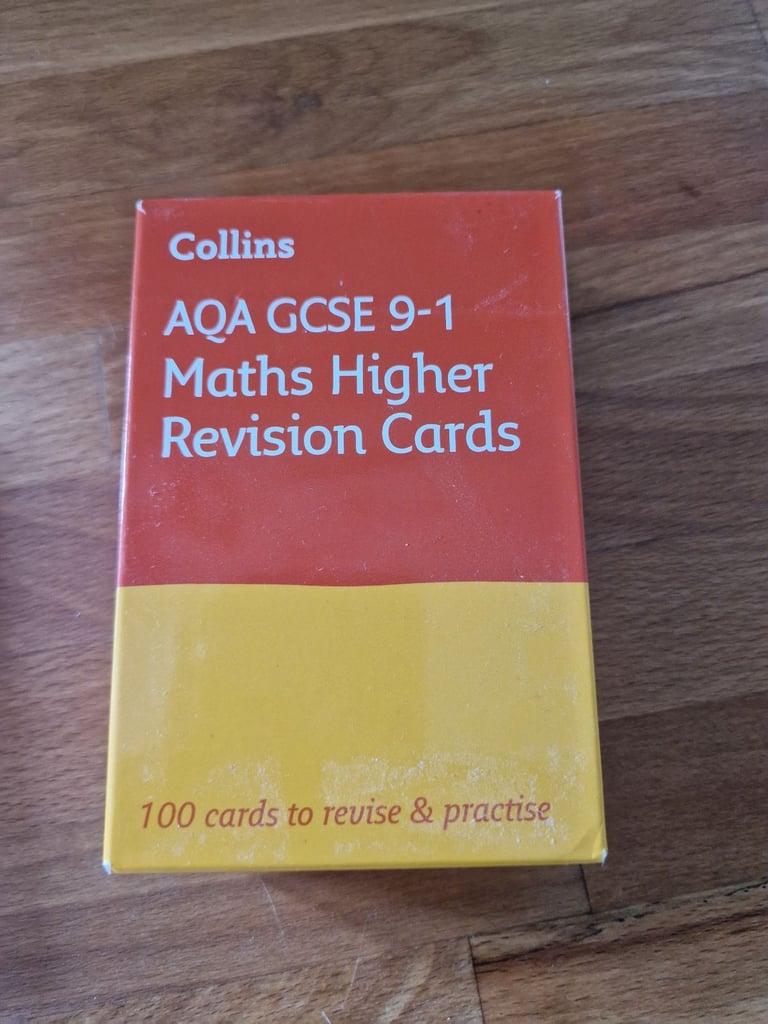 Collins
AQA GCSE 9-1
Maths Higher
Revision Cards
100 cards to revise & practise